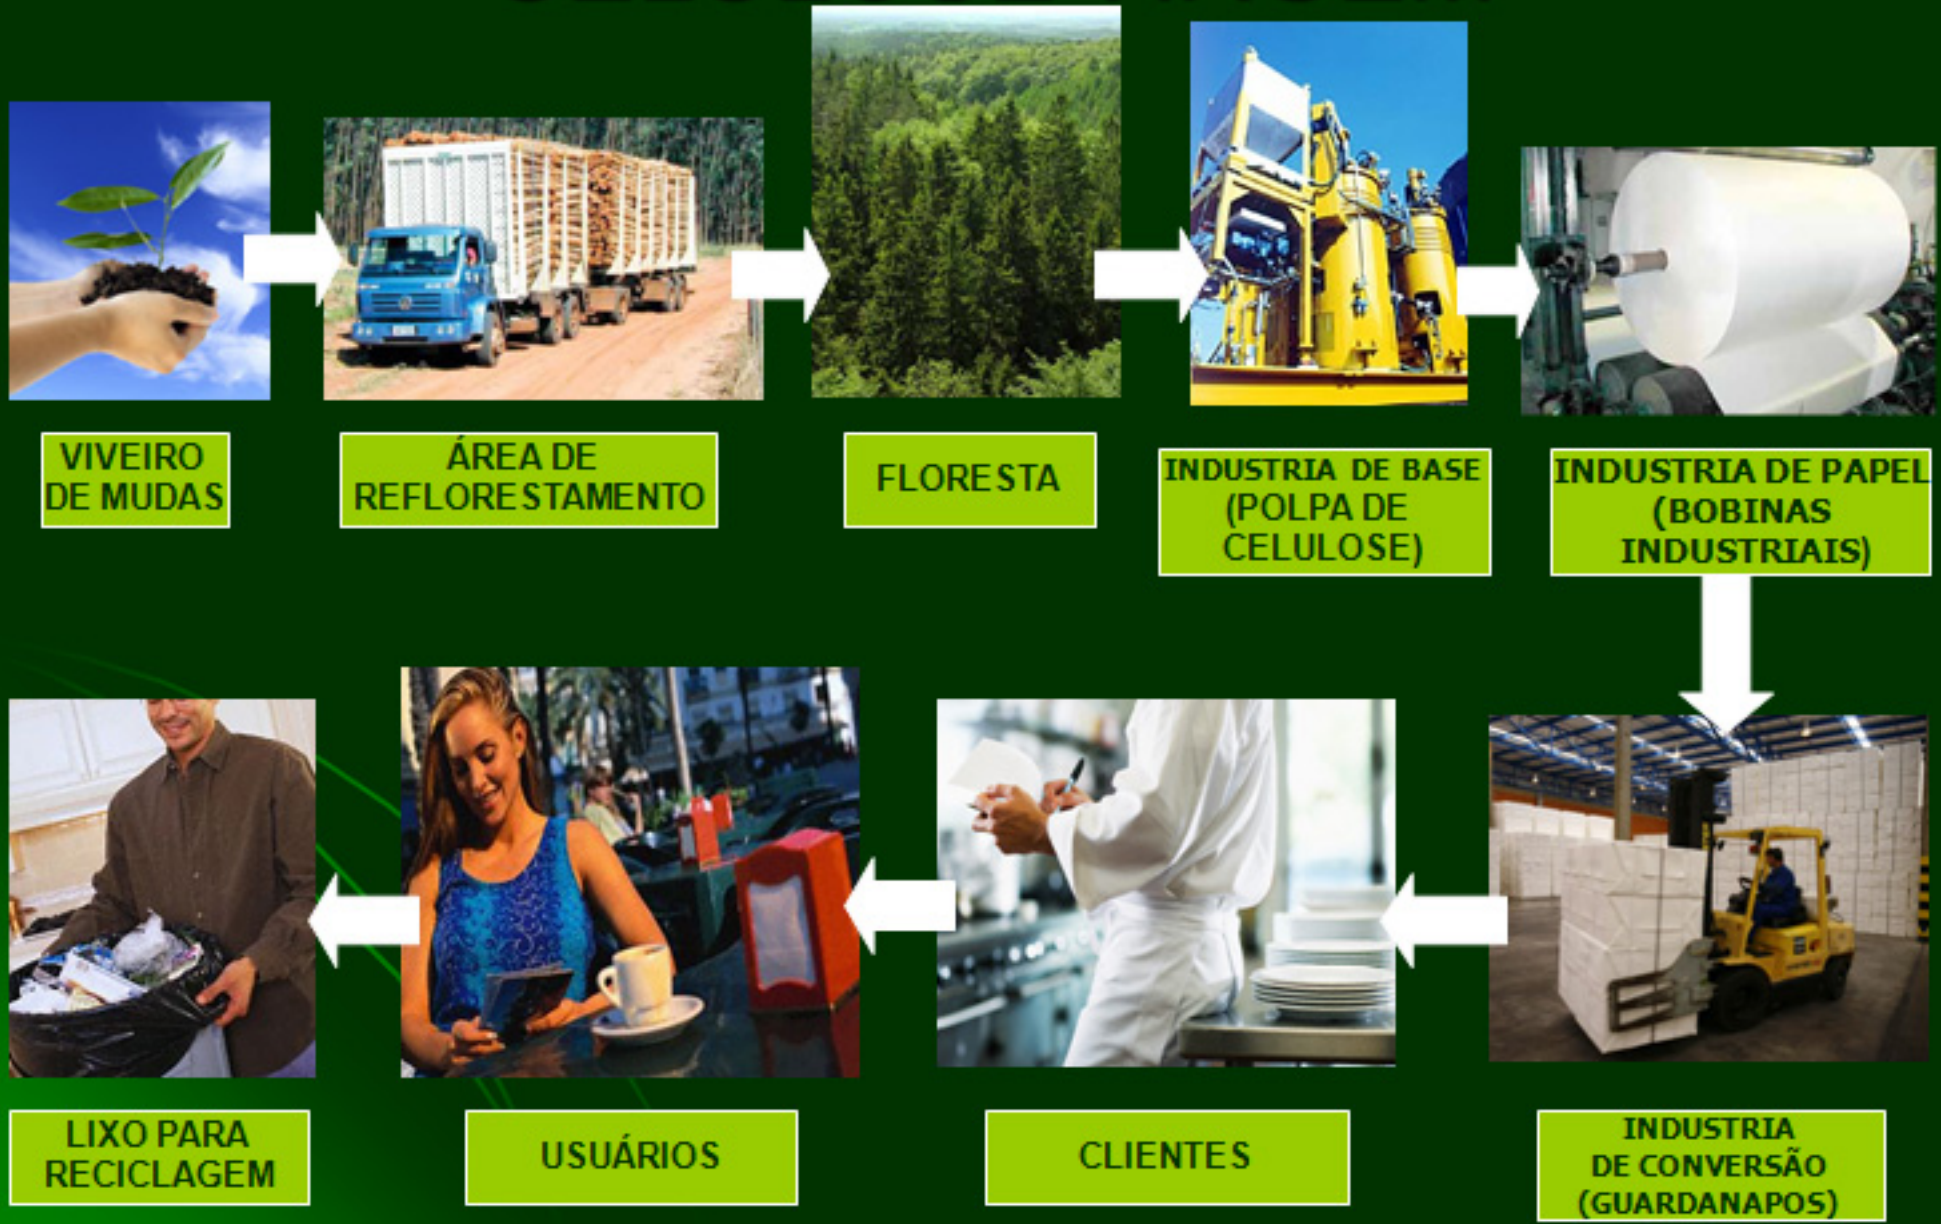 VIVEIRO
DE MUDAS
ÁREA DE
REFLORESTAMENTO
FLORESTA
INDUSTRIA DE BASE
(POLPA DE
CELULOSE)
INDUSTRIA DE PAPEL
(BOBINAS
INDUSTRIAIS)
LIXO PARA
RECICLAGEM
USUÁRIOS
CLIENTES
INDUSTRIA
DE CONVERSÃO
(GUARDANAPOS)